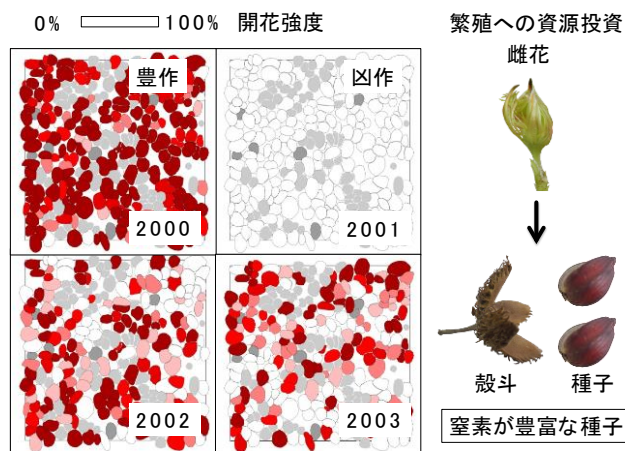 0% 100% 開花強度
豊作
2000
凶作
2001
2002
2003
繁殖への資源投資
雌花
殻斗
種子
窒素が豊富な種子